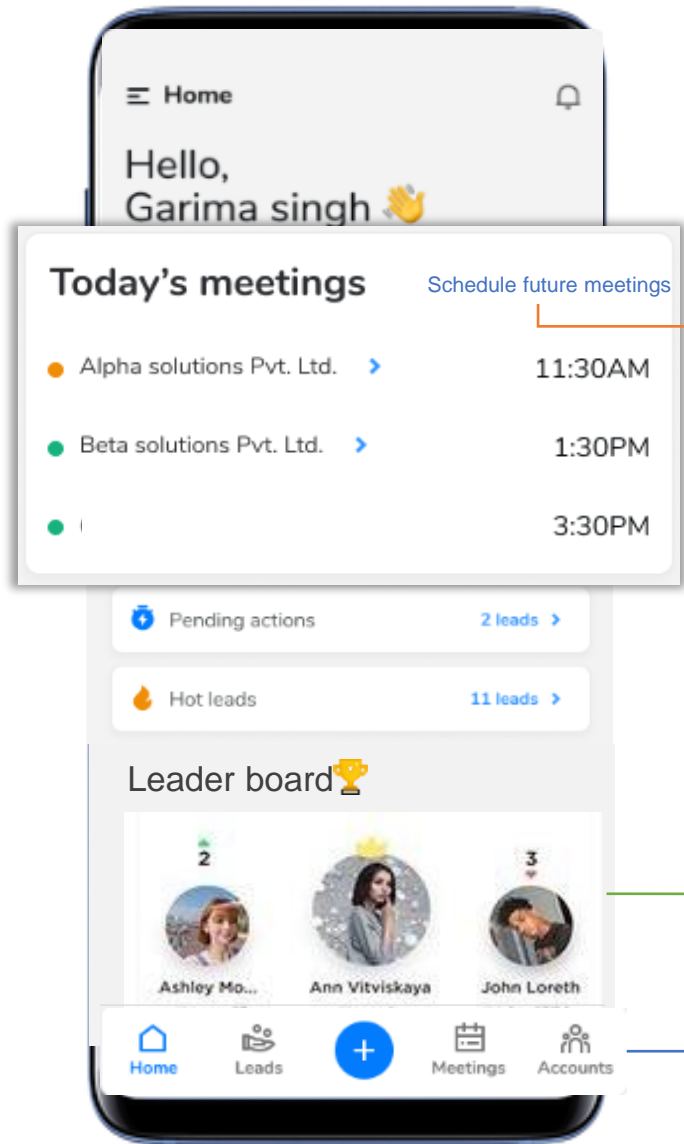 Home
Hello,
Garima singh 👋
Today's meetings
Schedule future meetings
Alpha solutions Pvt. Ltd. 11:30AM
Beta solutions Pvt. Ltd. 1:30PM
3:30PM
Pending actions 2 leads
Hot leads 11 leads
Leader board🏆
2 3
Ashley Mo... Ann Vitviskaya John Loreth
Home Leads Meetings Accounts